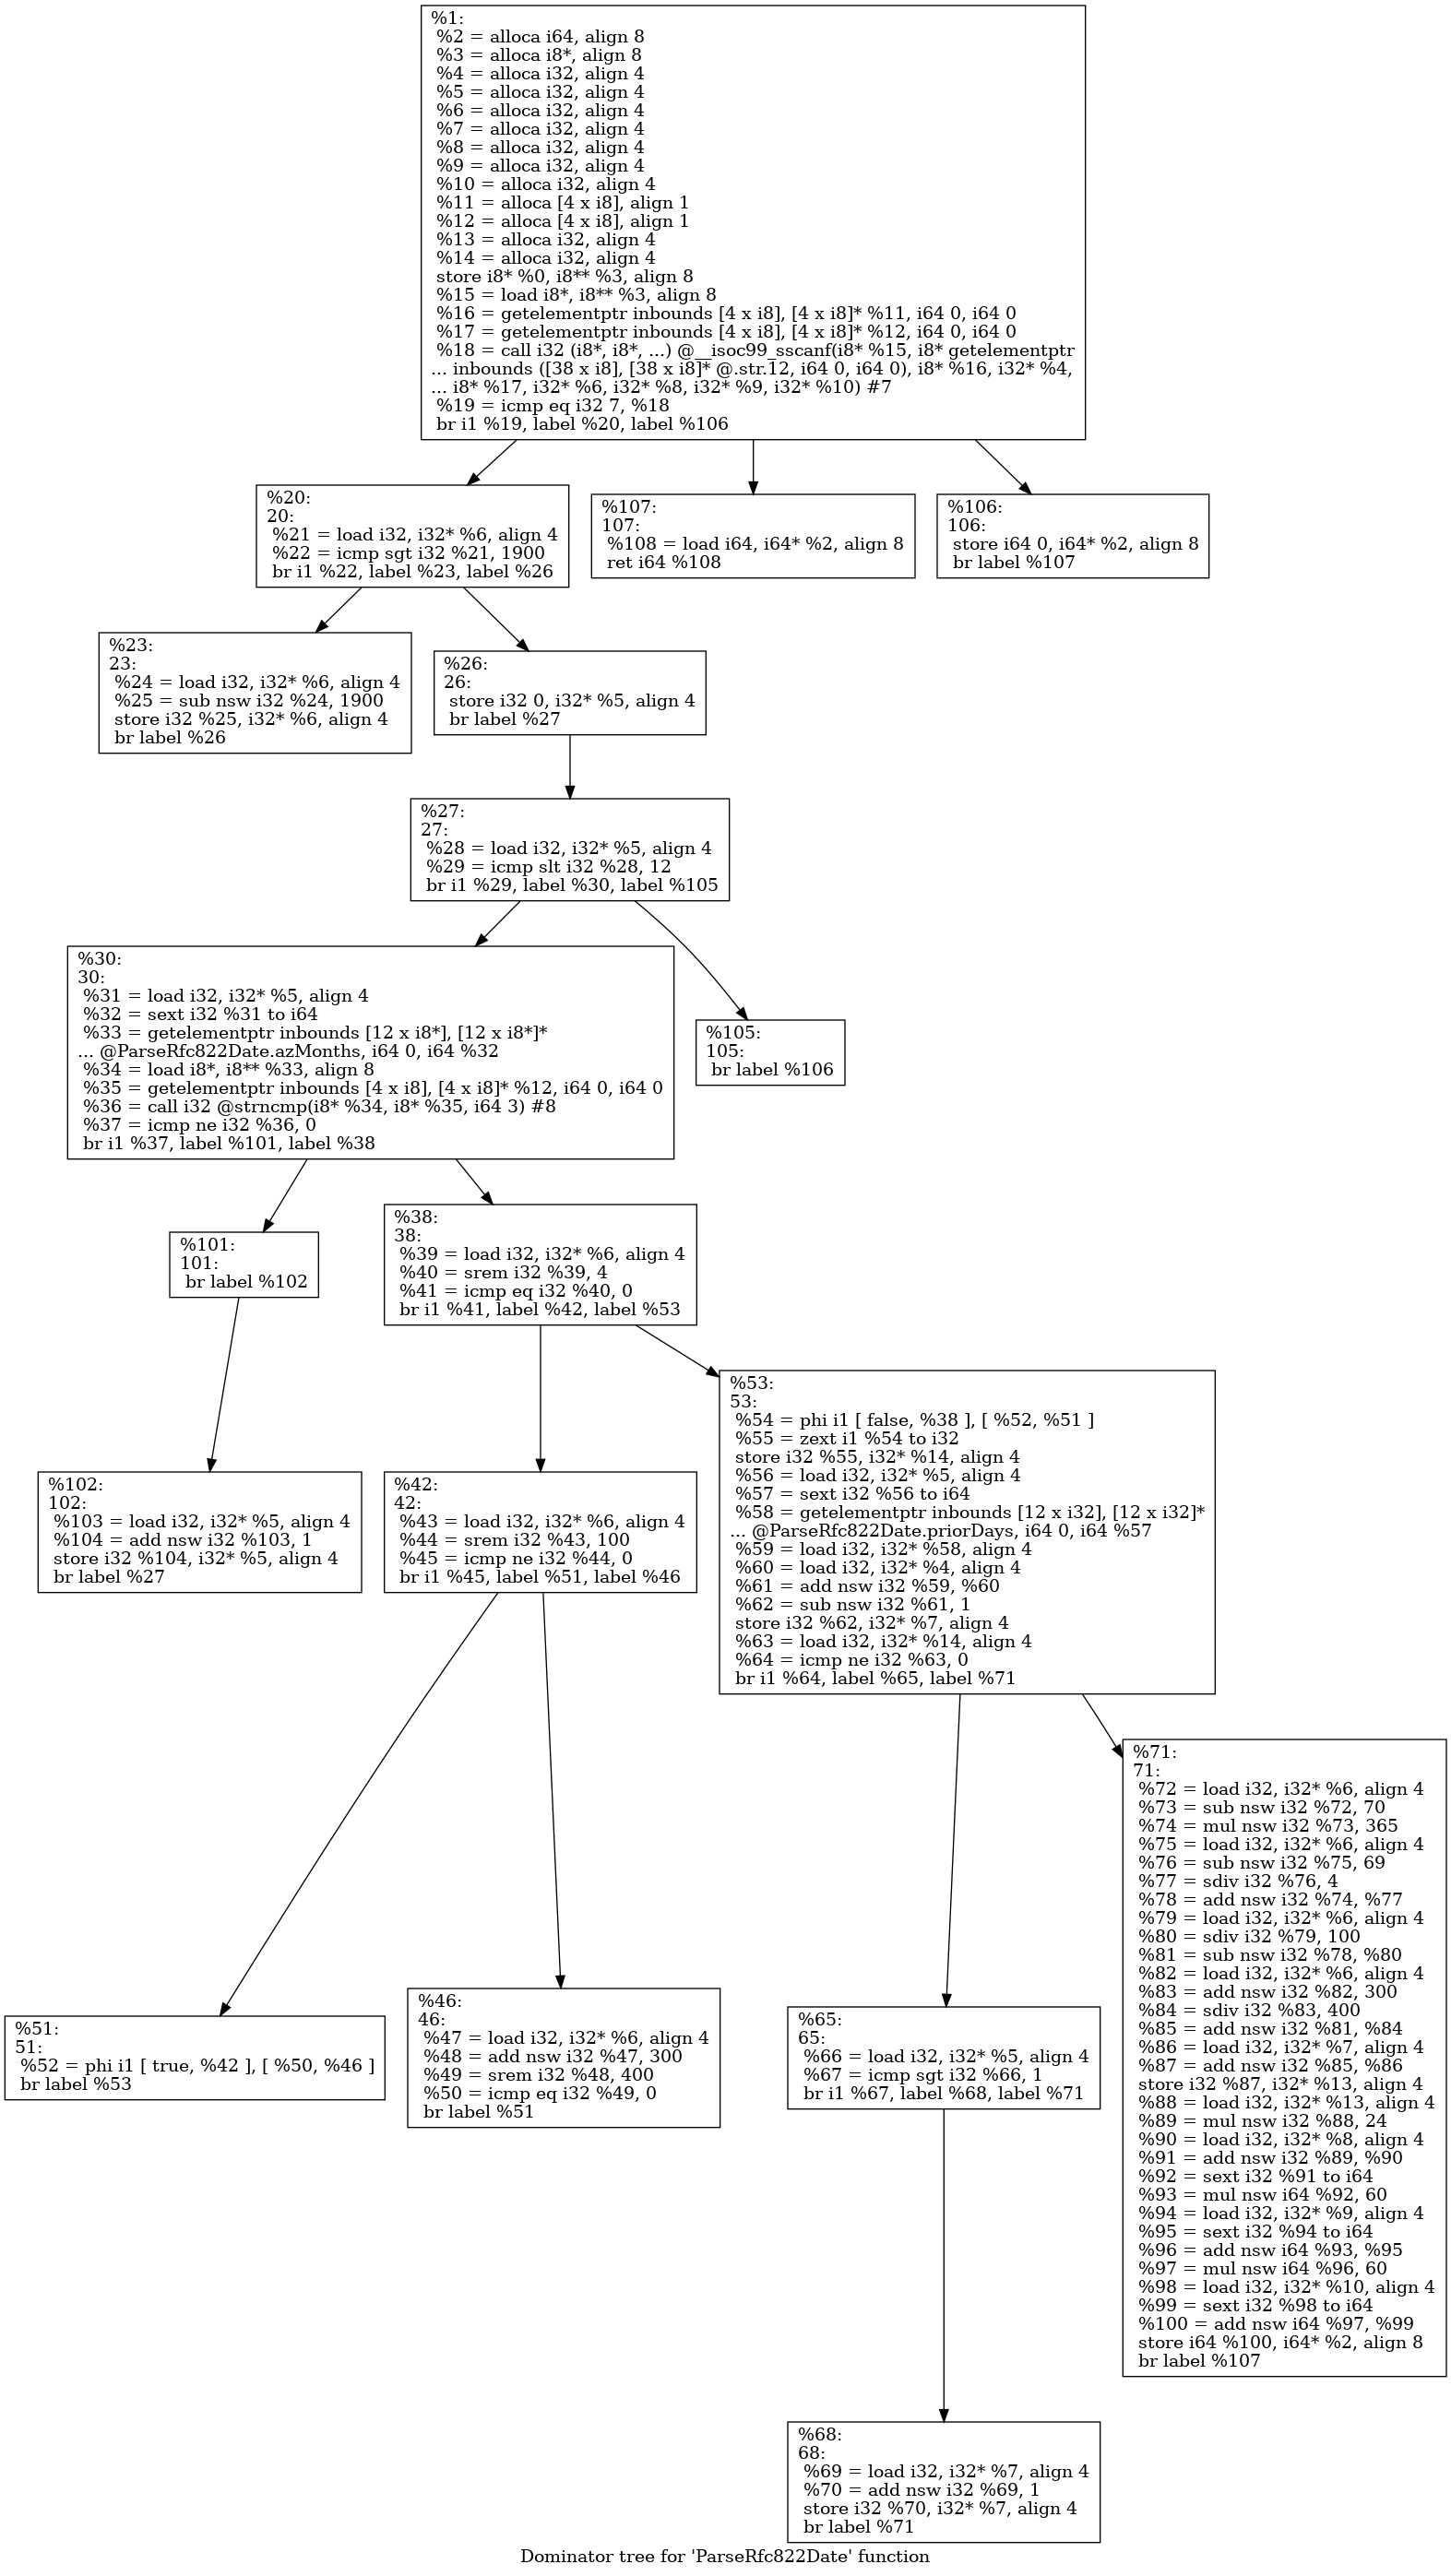 %1:
%2 = alloca i64, align 8
%3 = alloca i8*, align 8
%4 = alloca i32, align 4
%5 = alloca i32, align 4
%6 = alloca i32, align 4
%7 = alloca i32, align 4
%8 = alloca i32, align 4
%9 = alloca i32, align 4
%10 = alloca i32, align 4
%11 = alloca [4 x i8], align 1
%12 = alloca [4 x i8], align 1
%13 = alloca i32, align 4
%14 = alloca i32, align 4
store i8* %0, i8** %3, align 8
%15 = load i8*, i8** %3, align 8
%16 = getelementptr inbounds [4 x i8], [4 x i8]* %11, i64 0, i64 0
%17 = getelementptr inbounds [4 x i8], [4 x i8]* %12, i64 0, i64 0
%18 = call i32 (i8*, i8*, ...) @__isoc99_sscanf(i8* %15, i8* getelementptr
... inbounds ([38 x i8], [38 x i8]* @.str.12, i64 0, i64 0), i8* %16, i32* %4,
... i8* %17, i32* %6, i32* %8, i32* %9, i32* %10) #7
%19 = icmp eq i32 7, %18
br i1 %19, label %20, label %106
%20:
20:
%21 = load i32, i32* %6, align 4
%22 = icmp sgt i32 %21, 1900
br i1 %22, label %23, label %26
%107:
107:
%108 = load i64, i64* %2, align 8
ret i64 %108
%106:
106:
store i64 0, i64* %2, align 8
br label %107
%23:
23:
%24 = load i32, i32* %6, align 4
%25 = sub nsw i32 %24, 1900
store i32 %25, i32* %6, align 4
br label %26
%26:
26:
store i32 0, i32* %5, align 4
br label %27
%27:
27:
%28 = load i32, i32* %5, align 4
%29 = icmp slt i32 %28, 12
br i1 %29, label %30, label %105
%30:
30:
%31 = load i32, i32* %5, align 4
%32 = sext i32 %31 to i64
%33 = getelementptr inbounds [12 x i8*], [12 x i8*]*
... @ParseRfc822Date.azMonths, i64 0, i64 %32
%34 = load i8*, i8** %33, align 8
%35 = getelementptr inbounds [4 x i8], [4 x i8]* %12, i64 0, i64 0
%36 = call i32 @strncmp(i8* %34, i8* %35, i64 3) #8
%37 = icmp ne i32 %36, 0
br i1 %37, label %101, label %38
%105:
105:
br label %106
%101:
101:
br label %102
%38:
38:
%39 = load i32, i32* %6, align 4
%40 = srem i32 %39, 4
%41 = icmp eq i32 %40, 0
br i1 %41, label %42, label %53
%102:
102:
%103 = load i32, i32* %5, align 4
%104 = add nsw i32 %103, 1
store i32 %104, i32* %5, align 4
br label %27
%42:
42:
%43 = load i32, i32* %6, align 4
%44 = srem i32 %43, 100
%45 = icmp ne i32 %44, 0
br i1 %45, label %51, label %46
%53:
53:
%54 = phi i1 [ false, %38 ], [ %52, %51 ]
%55 = zext i1 %54 to i32
store i32 %55, i32* %14, align 4
%56 = load i32, i32* %5, align 4
%57 = sext i32 %56 to i64
%58 = getelementptr inbounds [12 x i32], [12 x i32]*
... @ParseRfc822Date.priorDays, i64 0, i64 %57
%59 = load i32, i32* %58, align 4
%60 = load i32, i32* %4, align 4
%61 = add nsw i32 %59, %60
%62 = sub nsw i32 %61, 1
store i32 %62, i32* %7, align 4
%63 = load i32, i32* %14, align 4
%64 = icmp ne i32 %63, 0
br i1 %64, label %65, label %71
%51:
51:
%52 = phi i1 [ true, %42 ], [ %50, %46 ]
br label %53
%46:
46:
%47 = load i32, i32* %6, align 4
%48 = add nsw i32 %47, 300
%49 = srem i32 %48, 400
%50 = icmp eq i32 %49, 0
br label %51
%65:
65:
%66 = load i32, i32* %5, align 4
%67 = icmp sgt i32 %66, 1
br i1 %67, label %68, label %71
%71:
71:
%72 = load i32, i32* %6, align 4
%73 = sub nsw i32 %72, 70
%74 = mul nsw i32 %73, 365
%75 = load i32, i32* %6, align 4
%76 = sub nsw i32 %75, 69
%77 = sdiv i32 %76, 4
%78 = add nsw i32 %74, %77
%79 = load i32, i32* %6, align 4
%80 = sdiv i32 %79, 100
%81 = sub nsw i32 %78, %80
%82 = load i32, i32* %6, align 4
%83 = add nsw i32 %82, 300
%84 = sdiv i32 %83, 400
%85 = add nsw i32 %81, %84
%86 = load i32, i32* %7, align 4
%87 = add nsw i32 %85, %86
store i32 %87, i32* %13, align 4
%88 = load i32, i32* %13, align 4
%89 = mul nsw i32 %88, 24
%90 = load i32, i32* %8, align 4
%91 = add nsw i32 %89, %90
%92 = sext i32 %91 to i64
%93 = mul nsw i64 %92, 60
%94 = load i32, i32* %9, align 4
%95 = sext i32 %94 to i64
%96 = add nsw i64 %93, %95
%97 = mul nsw i64 %96, 60
%98 = load i32, i32* %10, align 4
%99 = sext i32 %98 to i64
%100 = add nsw i64 %97, %99
store i64 %100, i64* %2, align 8
br label %107
%68:
68:
%69 = load i32, i32* %7, align 4
%70 = add nsw i32 %69, 1
store i32 %70, i32* %7, align 4
br label %71
Dominator tree for 'ParseRfc822Date' function